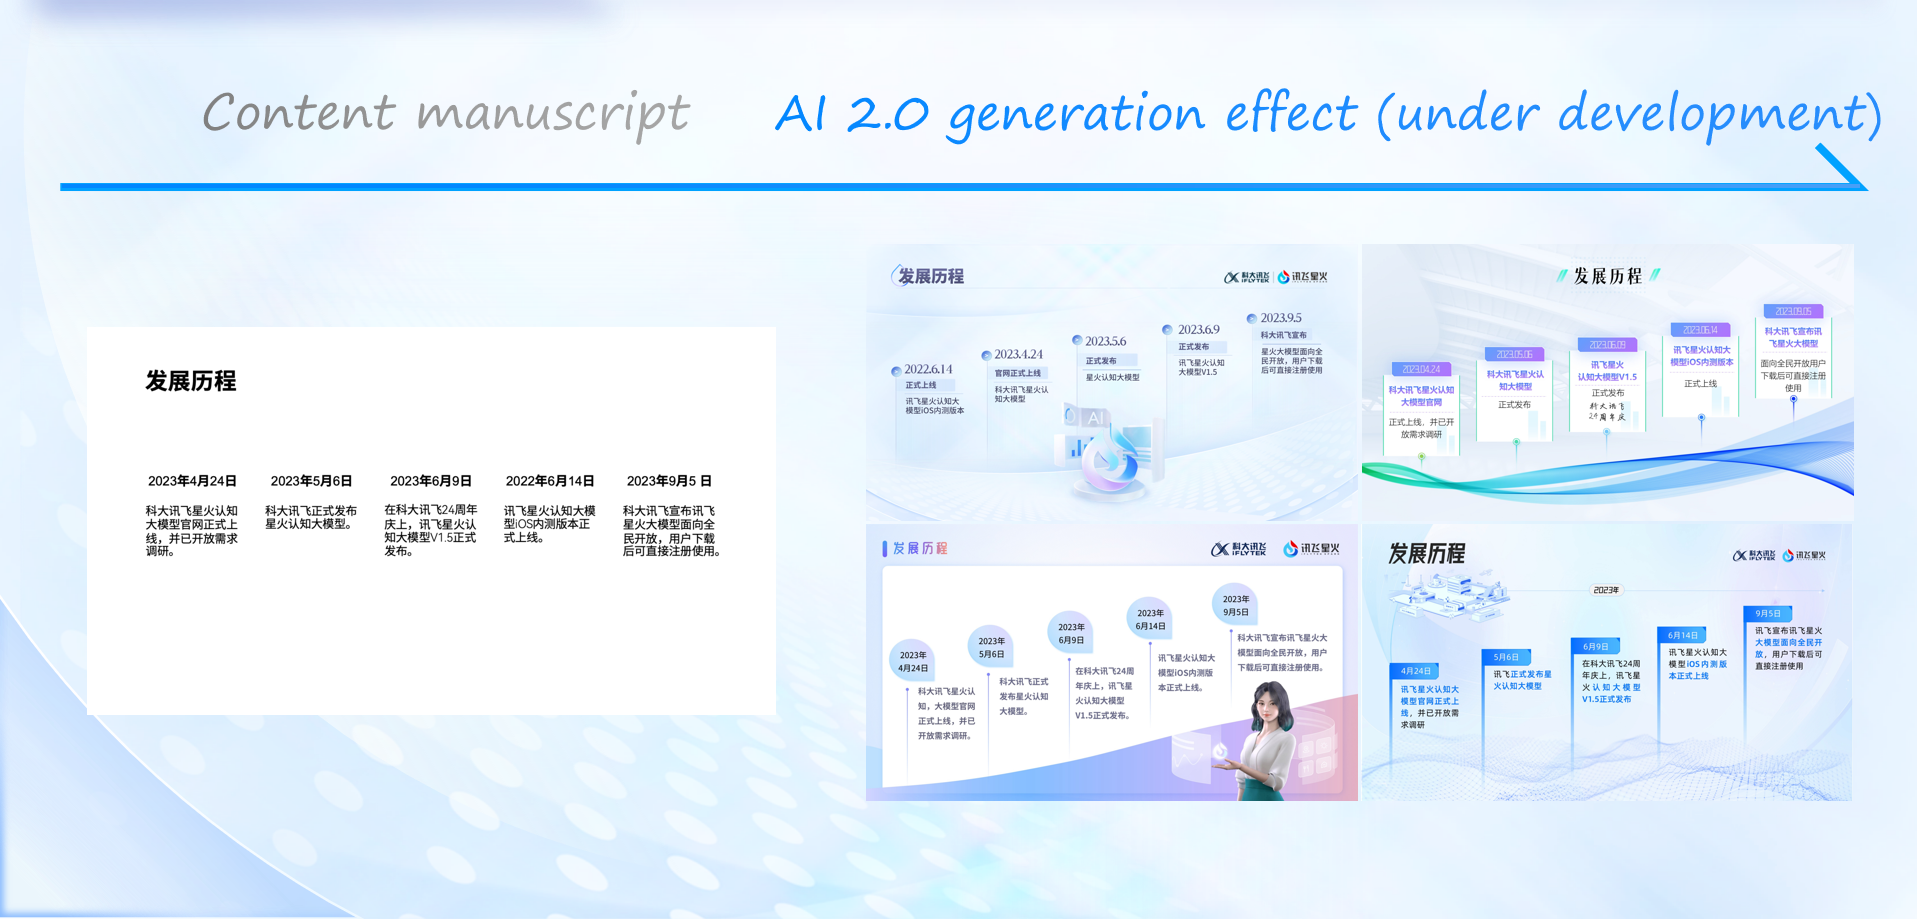 Content manuscript
AI 2.0 generation effect (under development)
发展历程
2023年4月24日
科大讯飞星火认知
大模型官网正式上
线，并已开放需求
调研。
2023年5月6日
科大讯飞正式发布
星火认知大模型。
2023年6月9日
在科大讯飞24周年
庆上，讯飞星火认
知大模型V1.5正式
发布。
2022年6月14日
讯飞星火认知大模
型iOS内测版本正
式上线。
2023年9月5 日
科大讯飞宣布讯飞
星火大模型面向全
民开放，用户下载
后可直接注册使用。
发展历程
科大讯飞
iFLYTEK
讯飞星火
2022.6.14
正式上线
讯飞星火认知大
模型iOS内测版本
2023.4.24
官网正式上线
科大讯飞星火认
知大模型
2023.5.6
正式发布
星火认知大模型
2023.6.9
正式发布
讯飞星火认知
大模型V1.5
2023.9.5
科大讯飞宣布
星火大模型面向全
民开放，用户下载
后可直接注册使用
AI
发展历程
2023.04.24
科大讯飞星火认知
大模型官网
正式上线，并已开
放需求调研
2023.05.06
科大讯飞星火认
知大模型
正式发布
2023.06.09
讯飞星火
认知大模型V1.5
正式发布
科大讯飞
24周年庆
2023.06.14
讯飞星火认知大
模型iOS内测版本
正式上线
2023.09.05
科大讯飞宣布讯
飞星火大模型
面向全民开放用户
下载后可直接注册
使用
发展历程
科大讯飞
iFLYTEK
讯飞星火
2023年
4月24日
科大讯飞星火认
知，大模型官网
正式上线，并已
开放需求调研。
2023年
5月6日
科大讯飞正式
发布星火认知
大模型。
2023年
6月9日
在科大讯飞24周
年庆上，讯飞星
火认知大模型
V1.5正式发布。
2023年
6月14日
讯飞星火认知大
模型iOS内测版
本正式上线。
2023年
9月5日
科大讯飞宣布讯飞星火大
模型面向全民开放，用户
下载后可直接注册使用。
发展历程
科大讯飞
iFLYTEK
讯飞星火
2023年
4月24日
讯飞星火认知大
模型官网正式上
线，并已开放需
求调研
5月6日
讯飞正式发布星
火认知大模型
6月9日
在科大讯飞24周
年庆上，讯飞星
火认知大模型
V1.5正式发布
6月14日
讯飞星火认知大
模型iOS内测版
本正式上线
9月5日
讯飞宣布讯飞星火
大模型面向全民开
放，用户下载后可
直接注册使用